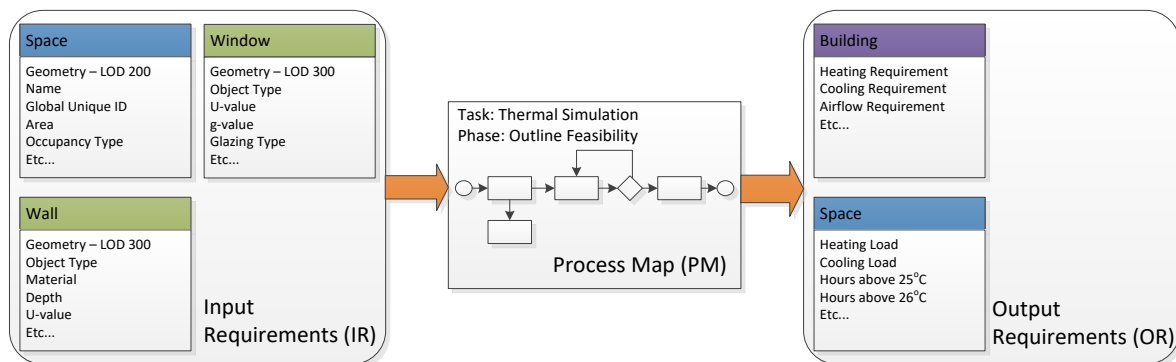 Space
Geometry – LOD 200
Name
Global Unique ID
Area
Occupancy Type
Etc...
Window
Geometry – LOD 300
Object Type
U-value
g-value
Glazing Type
Etc...
Wall
Geometry – LOD 300
Object Type
Material
Depth
U-value
Etc...
Input
Requirements (IR)
Task: Thermal Simulation
Phase: Outline Feasibility
Process Map (PM)
Building
Heating Requirement
Cooling Requirement
Airflow Requirement
Etc...
Space
Heating Load
Cooling Load
Hours above 25°C
Hours above 26°C
Etc...
Output
Requirements (OR)